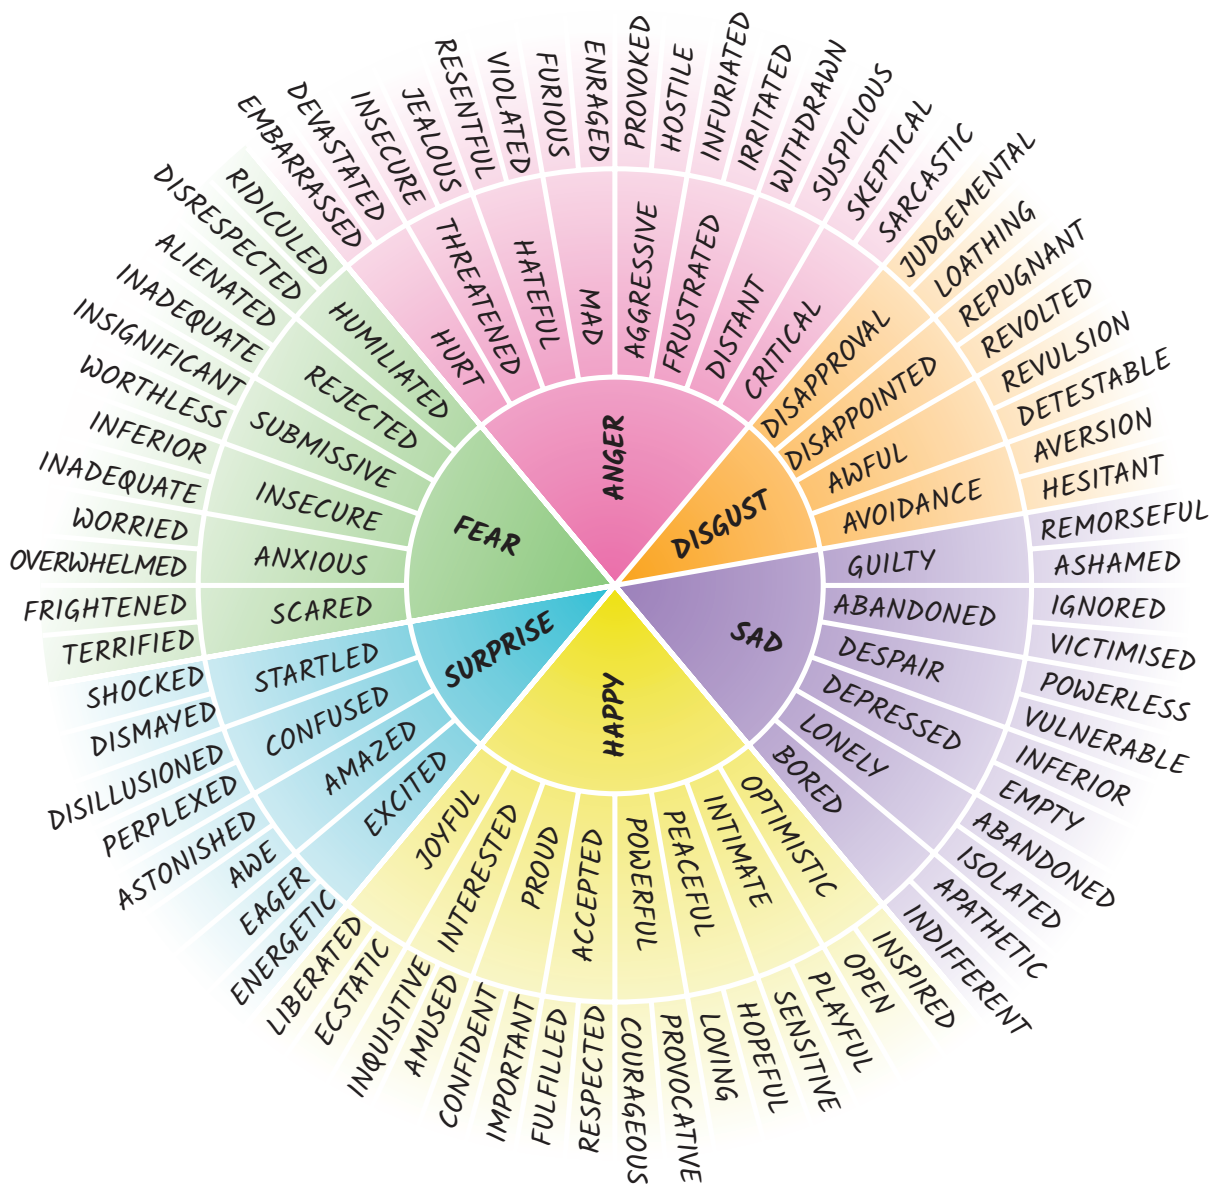 ANGER
HURT
EMBARRASSED
DEVASTATED
THREATENED
INSECURE
JEALOUS
HATEFUL
RESENTFUL
VIOLATED
MAD
FURIOUS
ENRAGED
AGGRESSIVE
PROVOKED
HOSTILE
FRUSTRATED
INFURIATED
IRRITATED
DISTANT
WITHDRAWN
SUSPICIOUS
CRITICAL
SKEPTICAL
SARCASTIC
DISGUST
DISAPPROVAL
JUDGEMENTAL
LOATHING
DISAPPOINTED
REPUGNANT
REVOLTED
AWFUL
REVULSION
DETESTABLE
AVOIDANCE
AVERSION
HESITANT
SAD
GUILTY
REMORSEFUL
ASHAMED
ABANDONED
IGNORED
VICTIMISED
DESPAIR
POWERLESS
VULNERABLE
DEPRESSED
INFERIOR
EMPTY
LONELY
ABANDONED
ISOLATED
BORED
APATHETIC
INDIFFERENT
HAPPY
OPTIMISTIC
INSPIRED
OPEN
INTIMATE
PLAYFUL
SENSITIVE
PEACEFUL
HOPEFUL
LOVING
POWERFUL
PROVOCATIVE
COURAGEOUS
ACCEPTED
RESPECTED
FULFILLED
PROUD
IMPORTANT
CONFIDENT
INTERESTED
AMUSED
INQUISITIVE
JOYFUL
ECSTATIC
LIBERATED
SURPRISE
EXCITED
ENERGETIC
EAGER
AMAZED
AWE
ASTONISHED
CONFUSED
PERPLEXED
DISILLUSIONED
STARTLED
DISMAYED
SHOCKED
FEAR
SCARED
TERRIFIED
FRIGHTENED
ANXIOUS
OVERWHELMED
WORRIED
INSECURE
INADEQUATE
INFERIOR
SUBMISSIVE
WORTHLESS
INSIGNIFICANT
REJECTED
INADEQUATE
ALIENATED
HUMILIATED
DISRESPECTED
RIDICULED